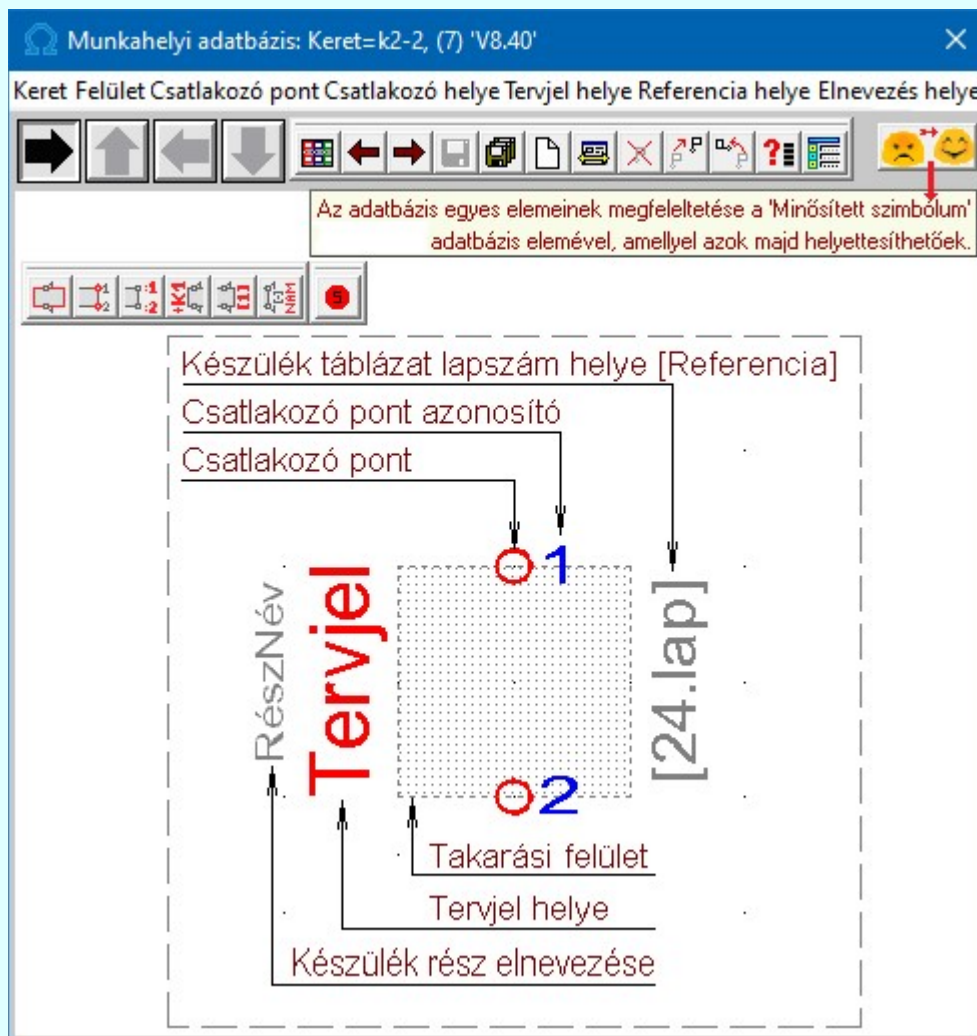 Munkahelyi adatbázis: Keret=k2-2, (7) 'V8.40'
Keret Felület Csatlakozó pont Csatlakozó helye Tervjel helye Referencia helye Elnevezés helye
Az adatbázis egyes elemeinek megfeleltetése a 'Minősített szimbólum'
adatbázis elemével, amellyel azok majd helyettesíthetőek.
Készülék táblázat lapszám helye [Referencia]
Csatlakozó pont azonosító
Csatlakozó pont
1
RészNév
Tervjel
[24.lap]
2
Takarási felület
Tervjel helye
Készülék rész elnevezése